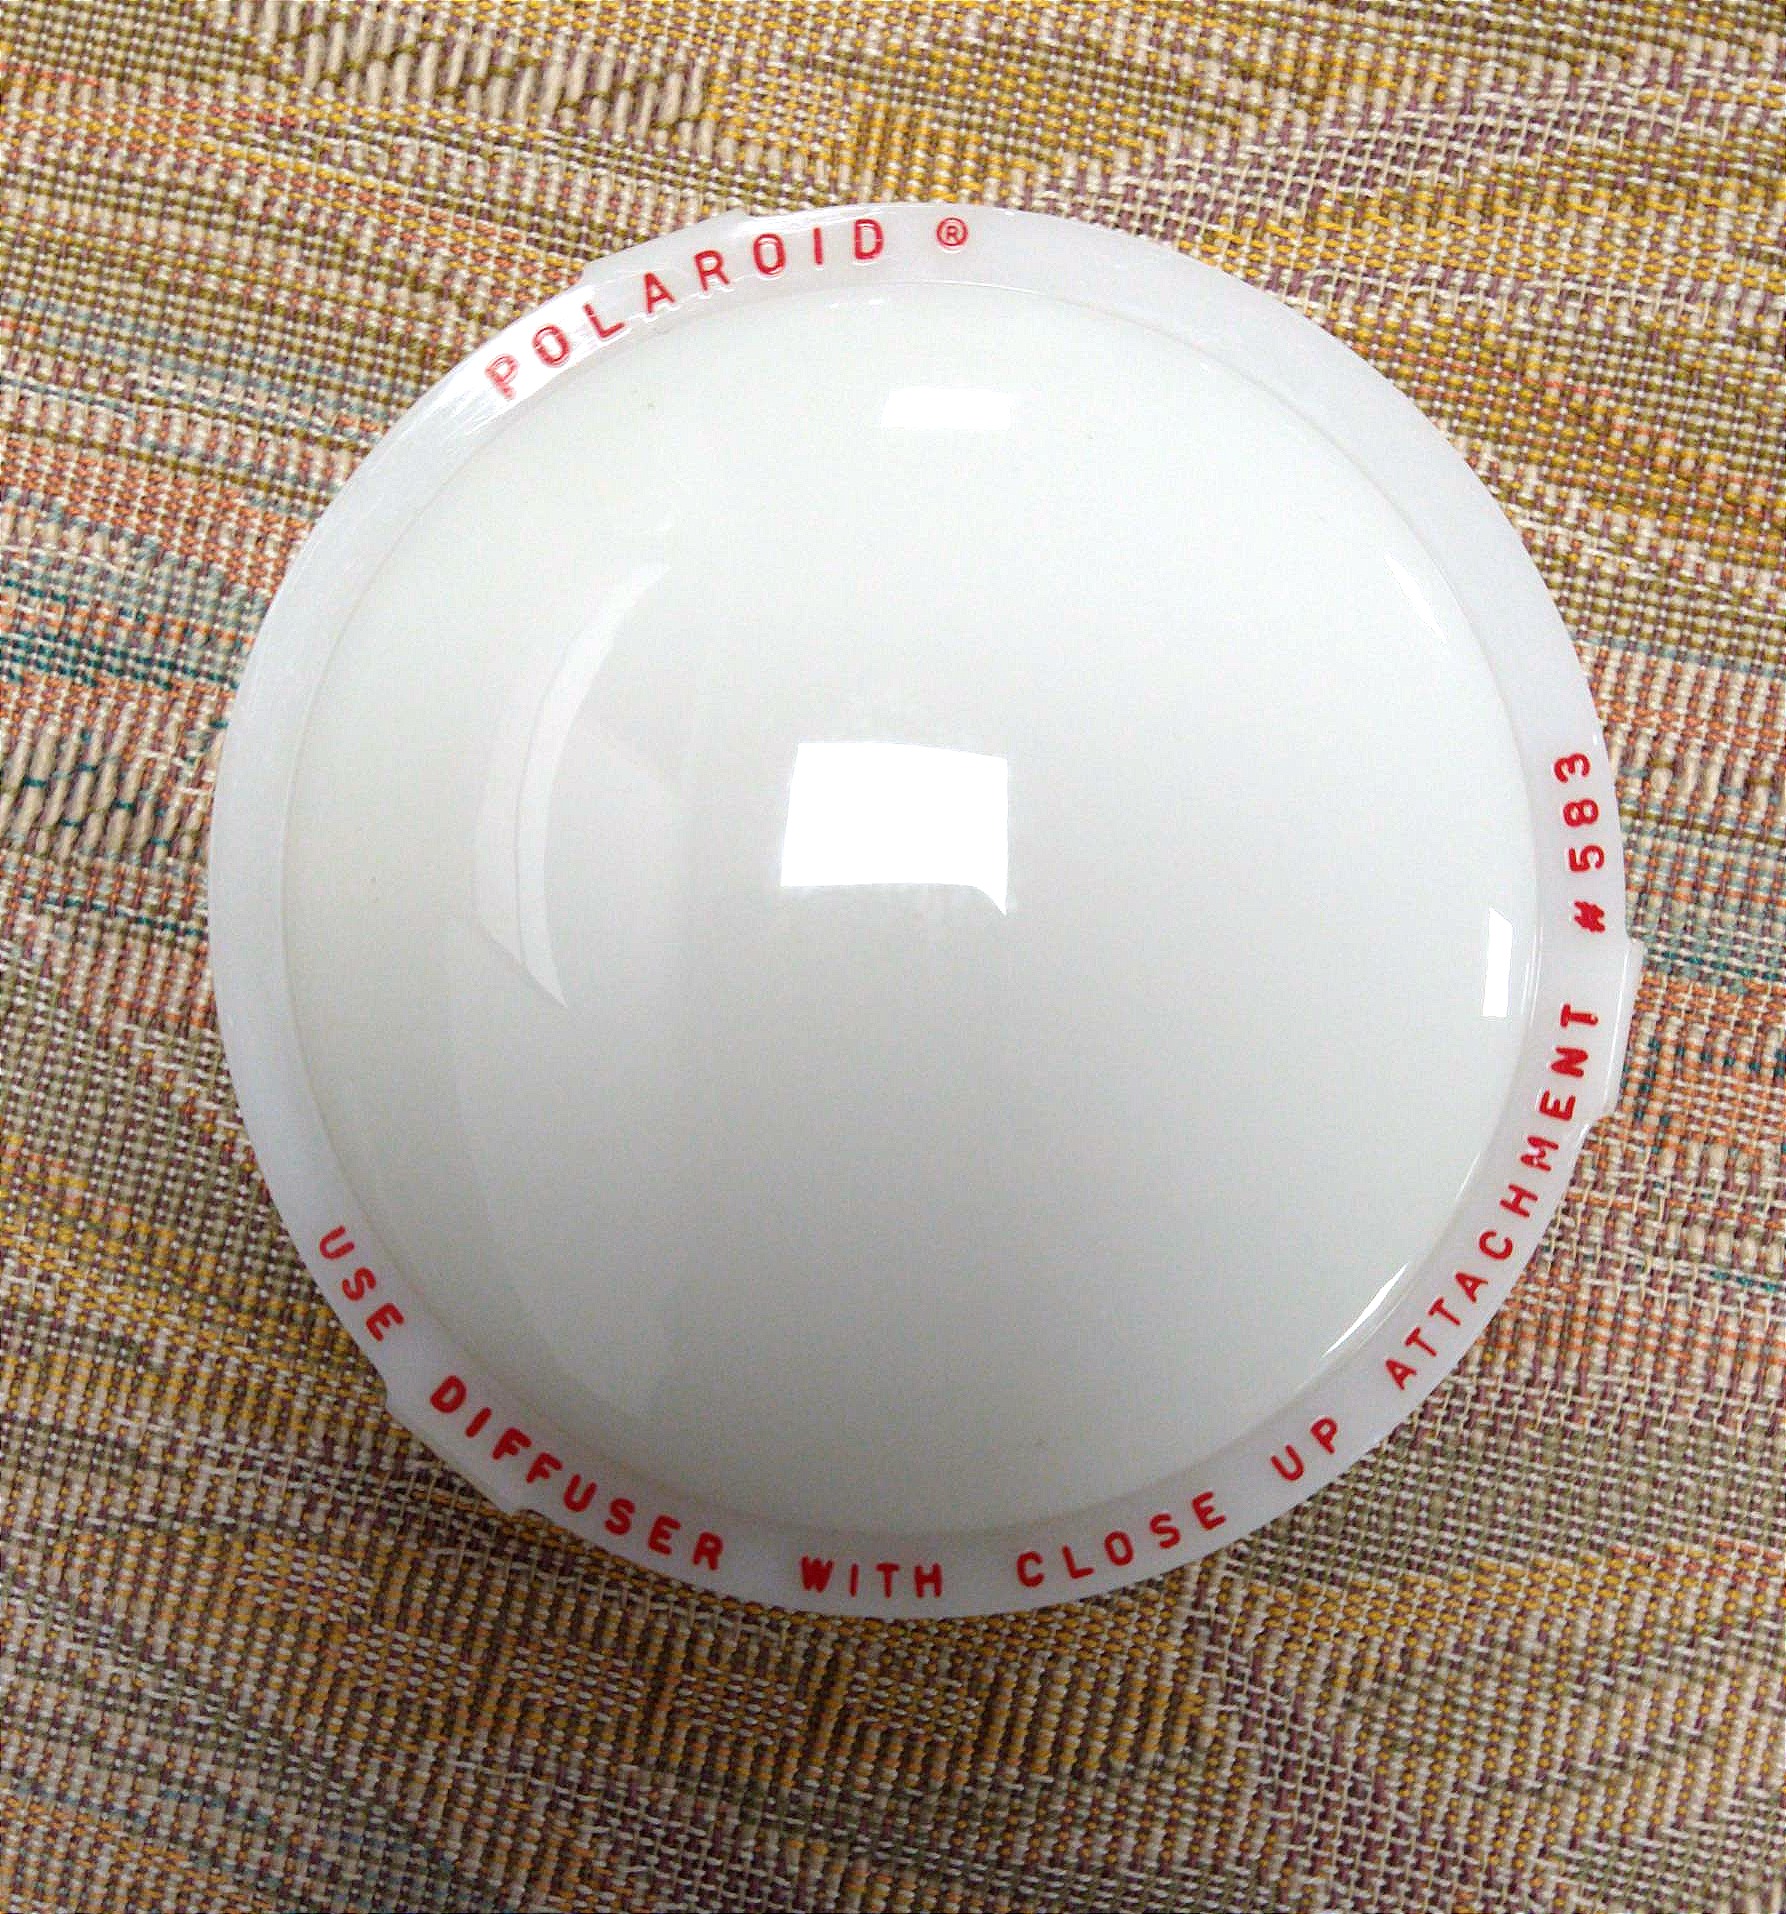 POLAROID ®
USE DIFFUSER WITH CLOSE UP ATTACHMENT # 583